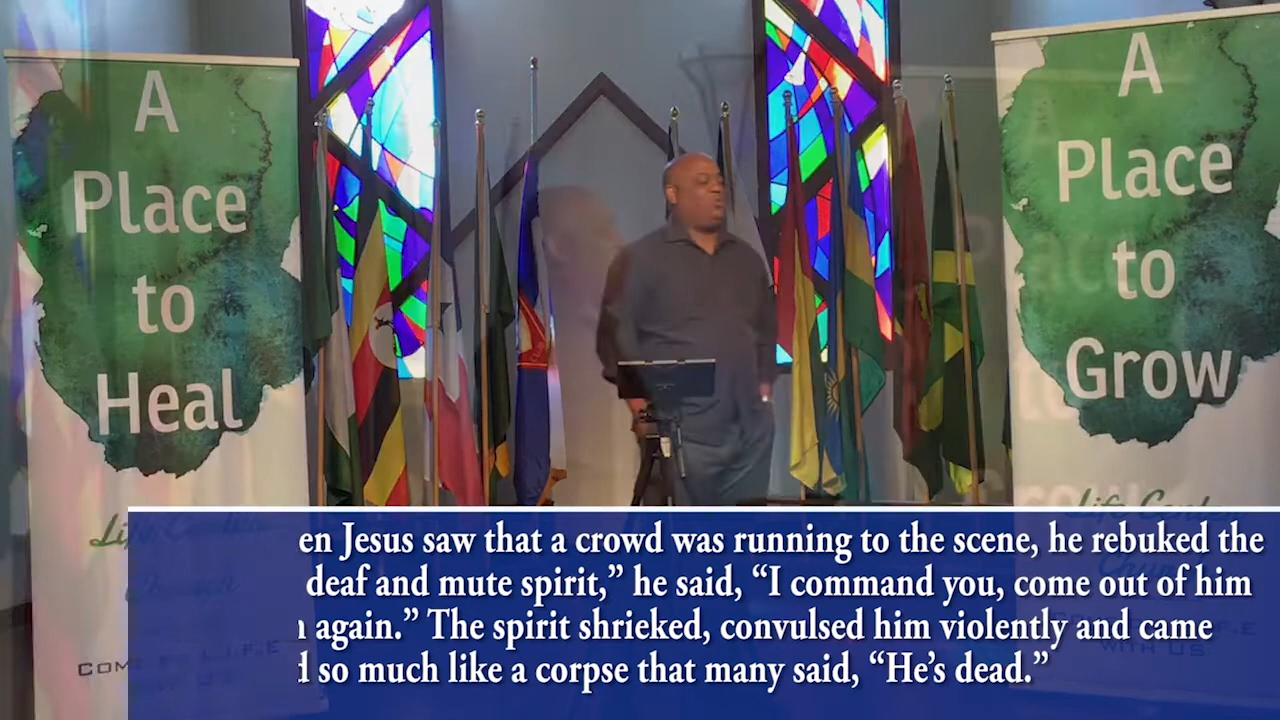 A
Place
to
Heal
A
Place
to
Grow
Life Center
en Jesus saw that a crowd was running to the scene, he rebuked the
deaf and mute spirit,” he said, “I command you, come out of him
again.” The spirit shrieked, convulsed him violently and came
so much like a corpse that many said, “He’s dead.”